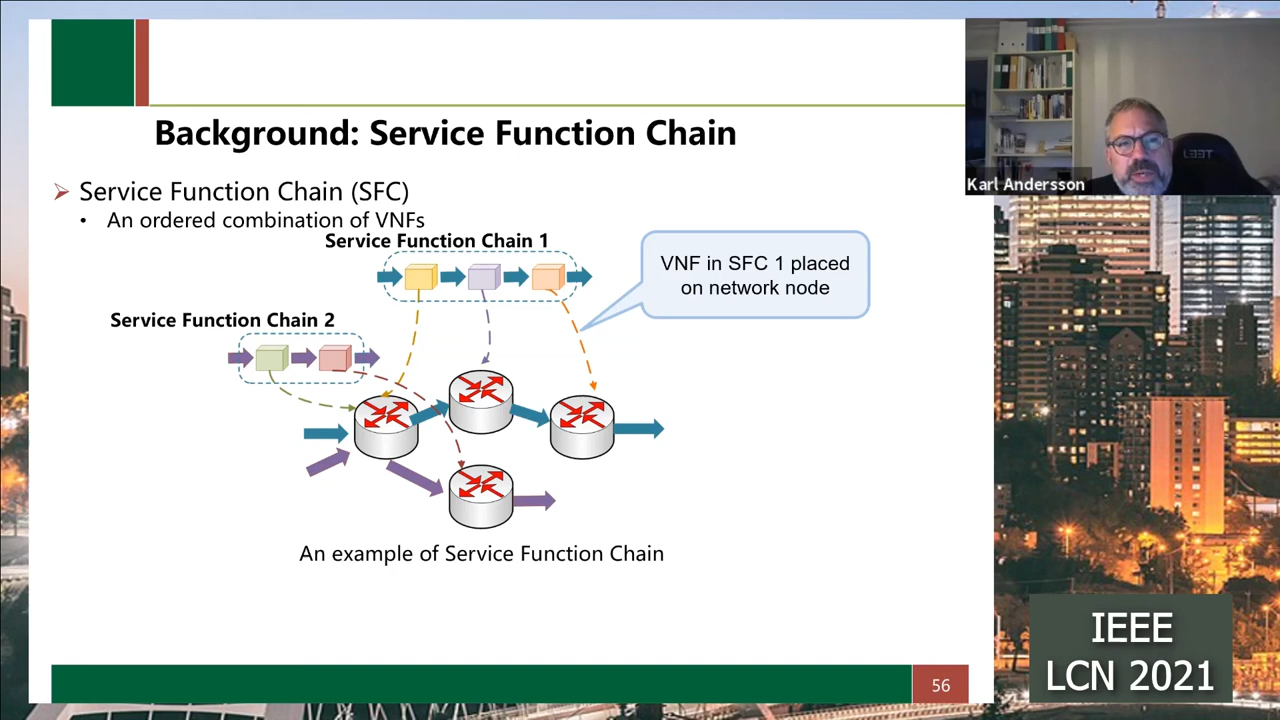 Background: Service Function Chain
Service Function Chain (SFC)
• An ordered combination of VNFs
Service Function Chain 1
VNF in SFC 1 placed
on network node
Service Function Chain 2
An example of Service Function Chain
56
Karl Andersson
LEET
IEEE
LCN 2021